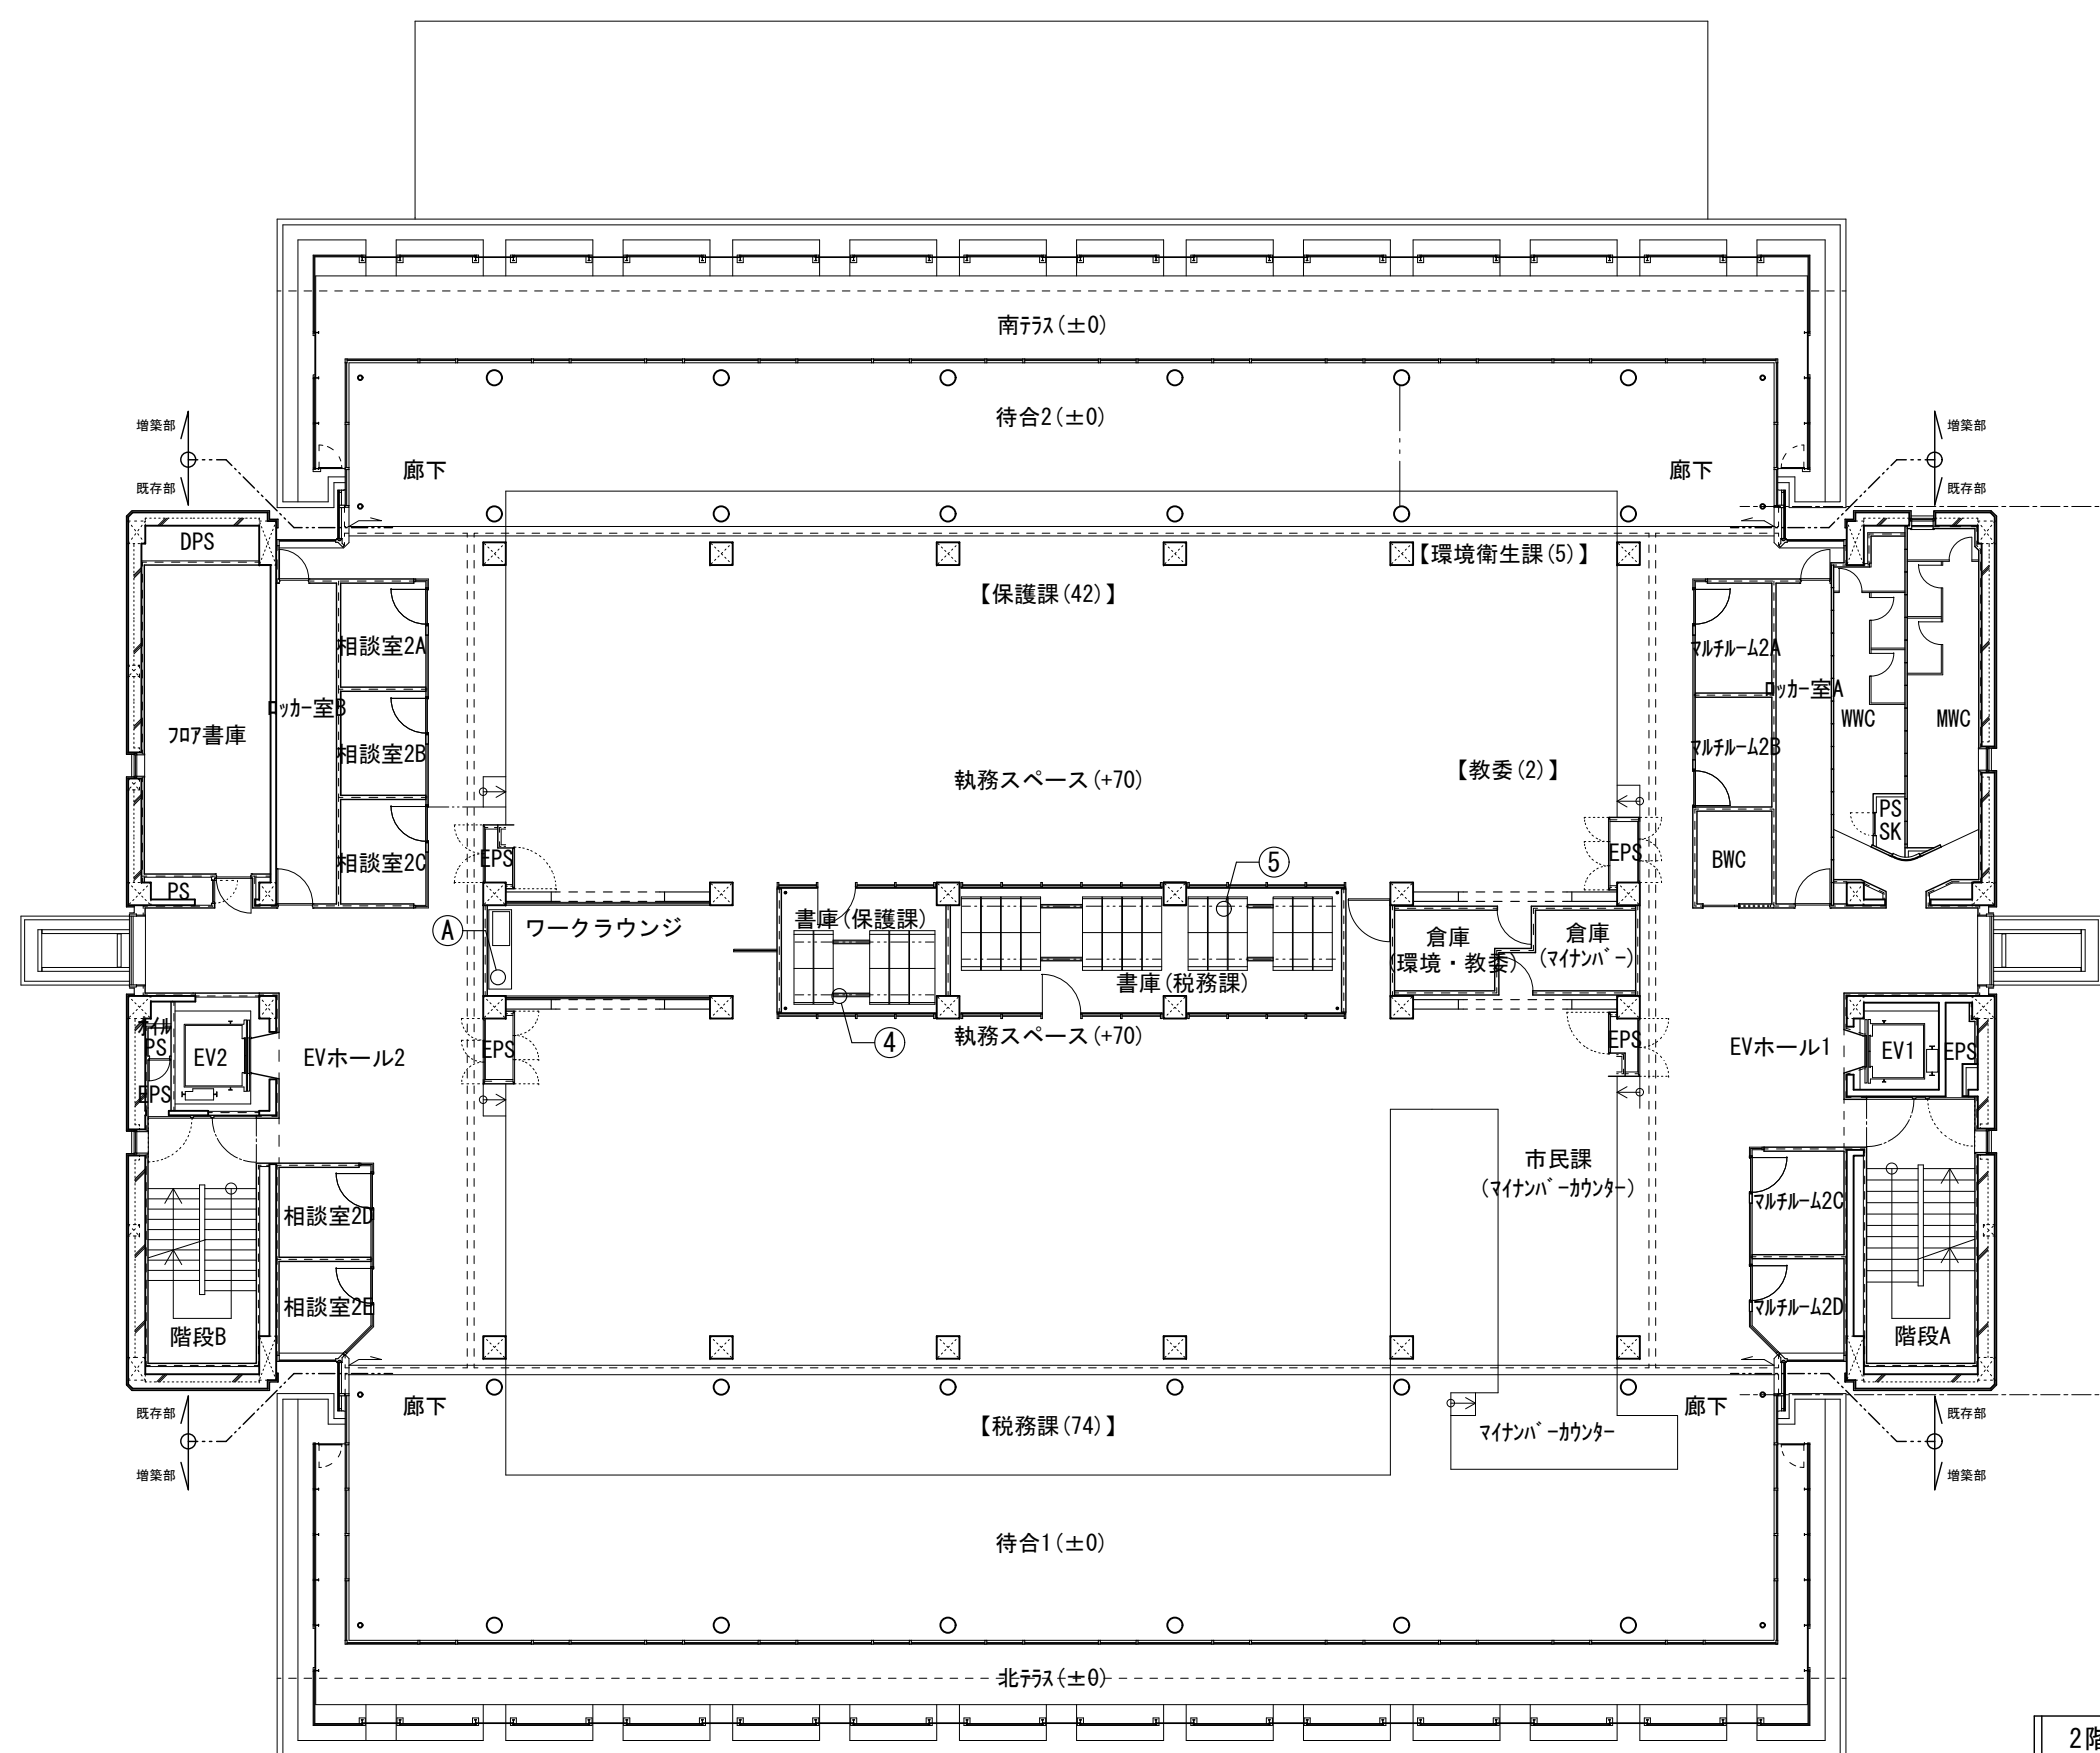 南ﾃﾗｽ(±0)
待合2(±0)
増築部
増築部
廊下
廊下
既存部
既存部
DPS
【環境衛生課(5)】
【保護課(42)】
相談室2A
ﾏﾙﾁﾙｰﾑ2A
ﾛｯｶｰ室B
ﾛｯｶｰ室A
WWC
MWC
ﾌﾛｱ書庫
相談室2B
ﾏﾙﾁﾙｰﾑ2B
執務スペース(+70)
【教委(2)】
PS
SK
相談室2C
EPS
⑤
EPS
BWC
PS
Ⓐ
ワークラウンジ
書庫(保護課)
倉庫
(環境・教委)
倉庫
(ﾏｲﾅﾝﾊﾞｰ)
書庫(税務課)
④
執務スペース(+70)
ｵｲﾙ
PS
EV2
EVホール2
EPS
EPS
EVホール1
EV1
EPS
EPS
市民課
(ﾏｲﾅﾝﾊﾞｰｶｳﾝﾀｰ)
相談室2D
ﾏﾙﾁﾙｰﾑ2C
相談室2E
ﾏﾙﾁﾙｰﾑ2D
階段B
階段A
既存部
廊下
【税務課(74)】
ﾏｲﾅﾝﾊﾞｰｶｳﾝﾀｰ
廊下
既存部
増築部
増築部
待合1(±0)
北ﾃﾗｽ(±0)
2階